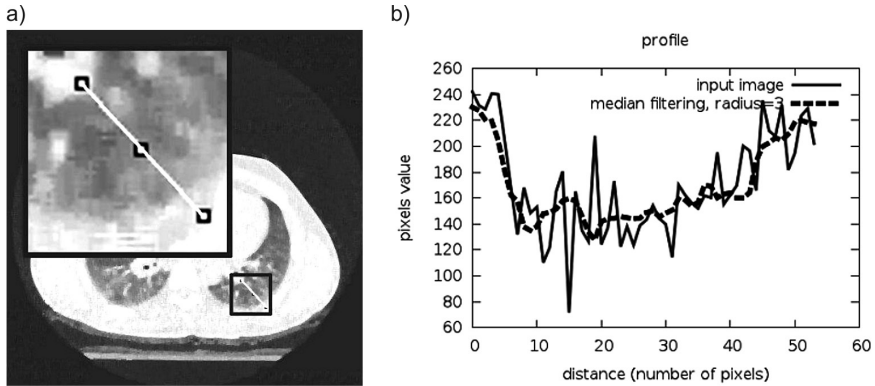 a)
b)
profile
input image
median filtering, radius=3
pixels value
260
240
220
200
180
160
140
120
100
80
60
0 10 20 30 40 50 60
distance (number of pixels)